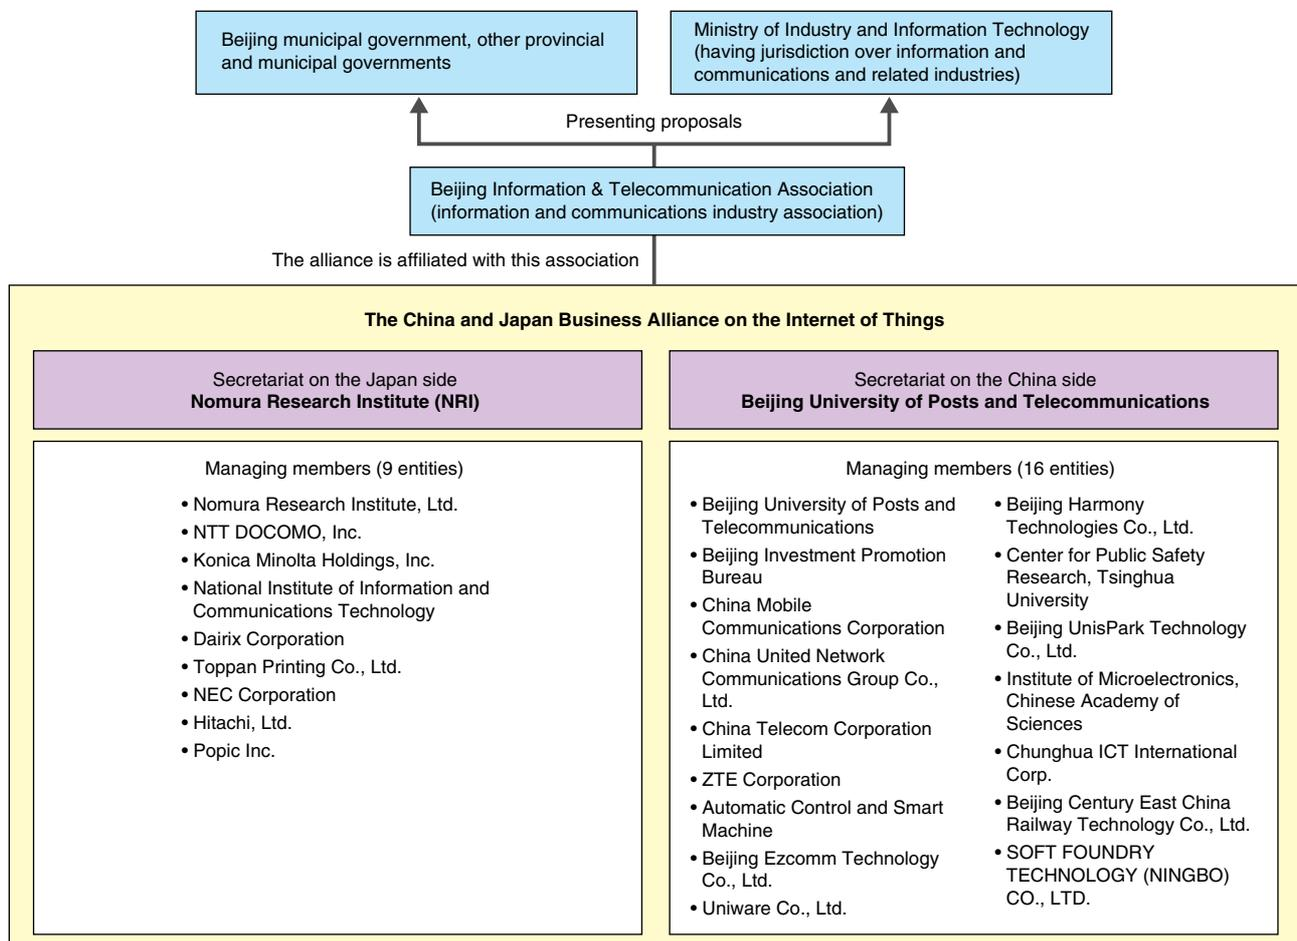 Beijing municipal government, other provincial
and municipal governments
Ministry of Industry and Information Technology
(having jurisdiction over information and
communications and related industries)
Presenting proposals
Beijing Information & Telecommunication Association
(information and communications industry association)
The alliance is affiliated with this association
The China and Japan Business Alliance on the Internet of Things
Secretariat on the Japan side
Nomura Research Institute (NRI)
Managing members (9 entities)
• Nomura Research Institute, Ltd.
• NTT DOCOMO, Inc.
• Konica Minolta Holdings, Inc.
• National Institute of Information and
Communications Technology
• Dairix Corporation
• Toppan Printing Co., Ltd.
• NEC Corporation
• Hitachi, Ltd.
• Popic Inc.
Secretariat on the China side
Beijing University of Posts and Telecommunications
Managing members (16 entities)
• Beijing University of Posts and
Telecommunications
• Beijing Investment Promotion
Bureau
• China Mobile
Communications Corporation
• China United Network
Communications Group Co.,
Ltd.
• China Telecom Corporation
Limited
• ZTE Corporation
• Automatic Control and Smart
Machine
• Beijing Ezcomm Technology
Co., Ltd.
• Uniware Co., Ltd.
• Beijing Harmony
Technologies Co., Ltd.
• Center for Public Safety
Research, Tsinghua
University
• Beijing UnisPark Technology
Co., Ltd.
• Institute of Microelectronics,
Chinese Academy of
Sciences
• Chunghua ICT International
Corp.
• Beijing Century East China
Railway Technology Co., Ltd.
• SOFT FOUNDRY
TECHNOLOGY (NINGBO)
CO., LTD.